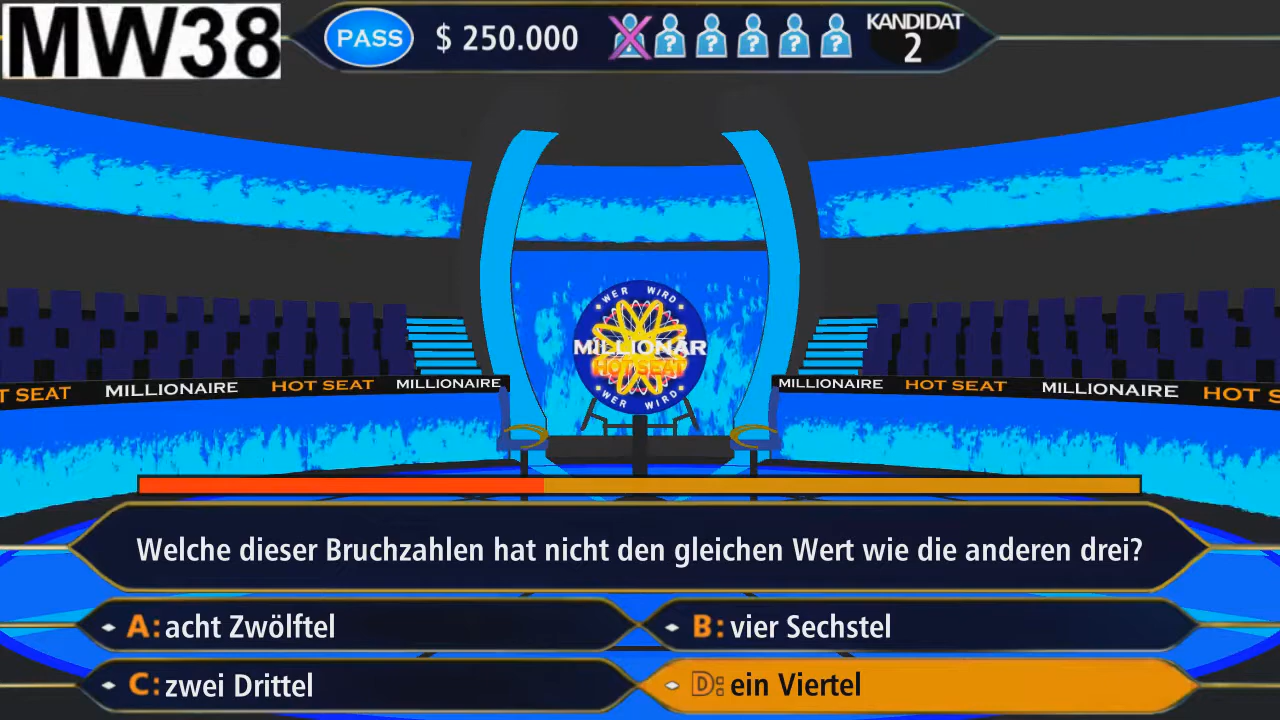 MW38
PASS
$ 250.000
? ? ? ? ?
KANDIDAT
2
WER WIRD
MILLIONÄR
HOT SEAT
WER WIRD
T SEAT MILLIONAIRE HOT SEAT MILLIONAIRE
MILLIONAIRE HOT SEAT MILLIONAIRE HOT S
Welche dieser Bruchzahlen hat nicht den gleichen Wert wie die anderen drei?
A: acht Zwölftel
B: vier Sechstel
C: zwei Drittel
D: ein Viertel